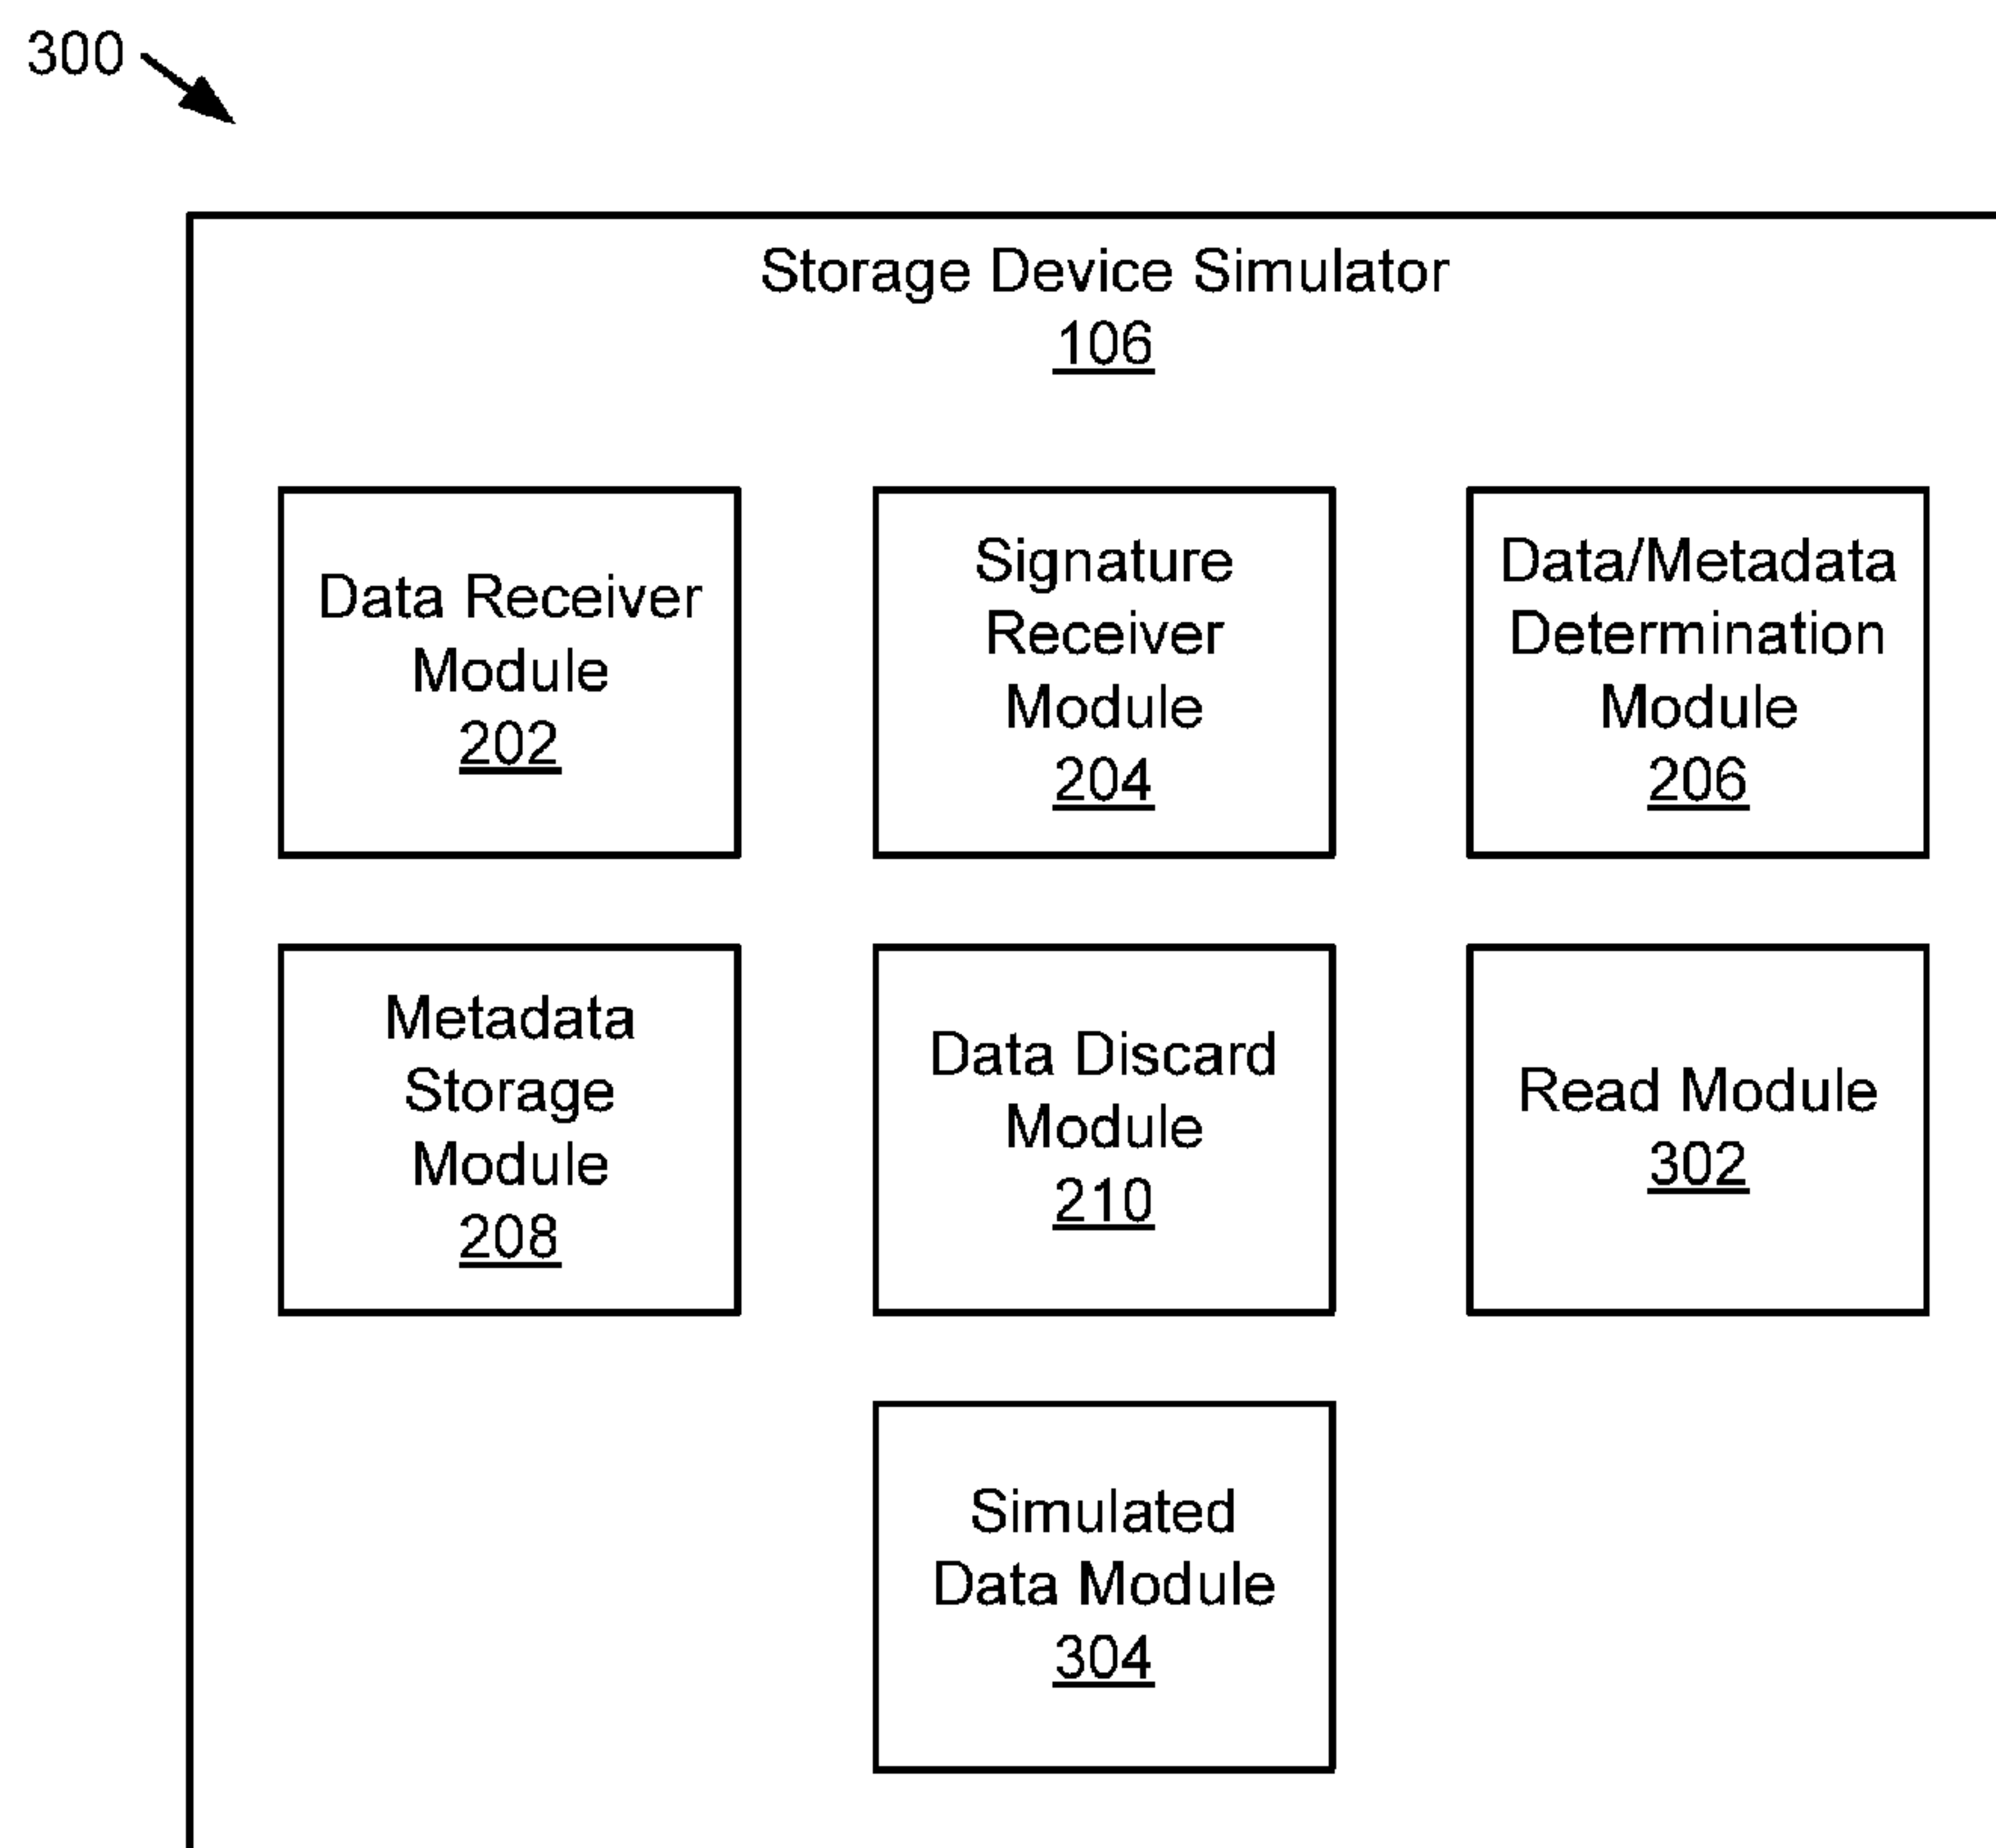 300
Storage Device Simulator
106
Data Receiver
Module
202
Signature
Receiver
Module
204
Data/Metadata
Determination
Module
206
Metadata
Storage
Module
208
Data Discard
Module
210
Read Module
302
Simulated
Data Module
304